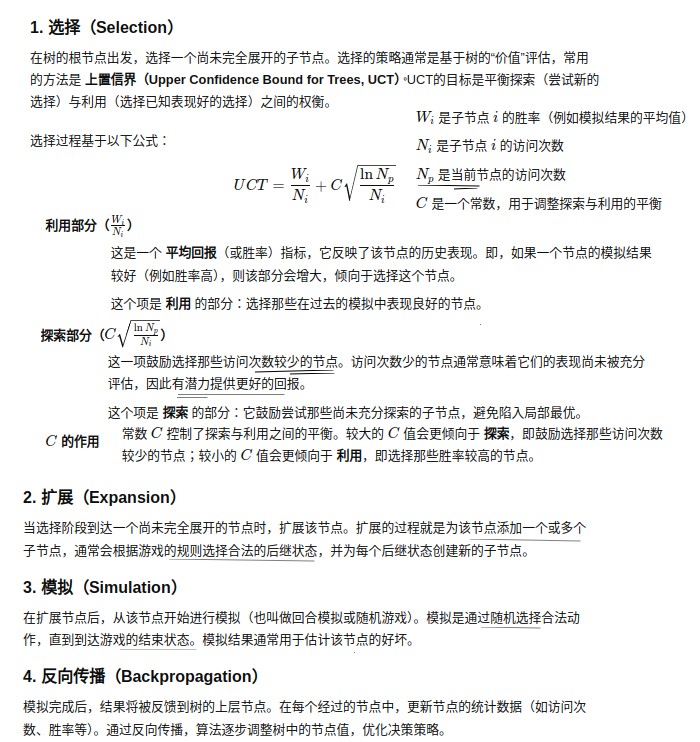 1. 选择（Selection）
在树的根节点出发，选择一个尚未完全展开的子节点。选择的策略通常是基于树的“价值”评估，常用
的方法是 上置信界（Upper Confidence Bound for Trees, UCT）。UCT的目标是平衡探索（尝试新的
选择）与利用（选择已知表现好的选择）之间的权衡。
W_i 是子节点 i 的胜率（例如模拟结果的平均值）
选择过程基于以下公式：
N_i 是子节点 i 的访问次数
UCT = W_i/N_i + C√(ln N_p/N_i)
N_p 是当前节点的访问次数
C 是一个常数，用于调整探索与利用的平衡
利用部分（W_i/N_i）
这是一个 平均回报（或胜率）指标，它反映了该节点的历史表现。即，如果一个节点的模拟结果
较好（例如胜率高），则该部分会增大，倾向于选择这个节点。
这个项是 利用 的部分：选择那些在过去的模拟中表现良好的节点。
探索部分（C√(ln N_p/N_i)）
这一项鼓励选择那些访问次数较少的节点。访问次数少的节点通常意味着它们的表现尚未被充分
评估，因此有潜力提供更好的回报。
这个项是 探索 的部分：它鼓励尝试那些尚未充分探索的子节点，避免陷入局部最优。
C 的作用
常数 C 控制了探索与利用之间的平衡。较大的 C 值会更倾向于 探索，即鼓励选择那些访问次数
较少的节点；较小的 C 值会更倾向于 利用，即选择那些胜率较高的节点。
2. 扩展（Expansion）
当选择阶段到达一个尚未完全展开的节点时，扩展该节点。扩展的过程就是为该节点添加一个或多个
子节点，通常会根据游戏的规则选择合法的后继状态，并为每个后继状态创建新的子节点。
3. 模拟（Simulation）
在扩展节点后，从该节点开始进行模拟（也叫做回合模拟或随机游戏）。模拟是通过随机选择合法动
作，直到到达游戏的结束状态。模拟结果通常用于估计该节点的好坏。
4. 反向传播（Backpropagation）
模拟完成后，结果将被反馈到树的上层节点。在每个经过的节点中，更新节点的统计数据（如访问次
数、胜率等）。通过反向传播，算法逐步调整树中的节点值，优化决策策略。